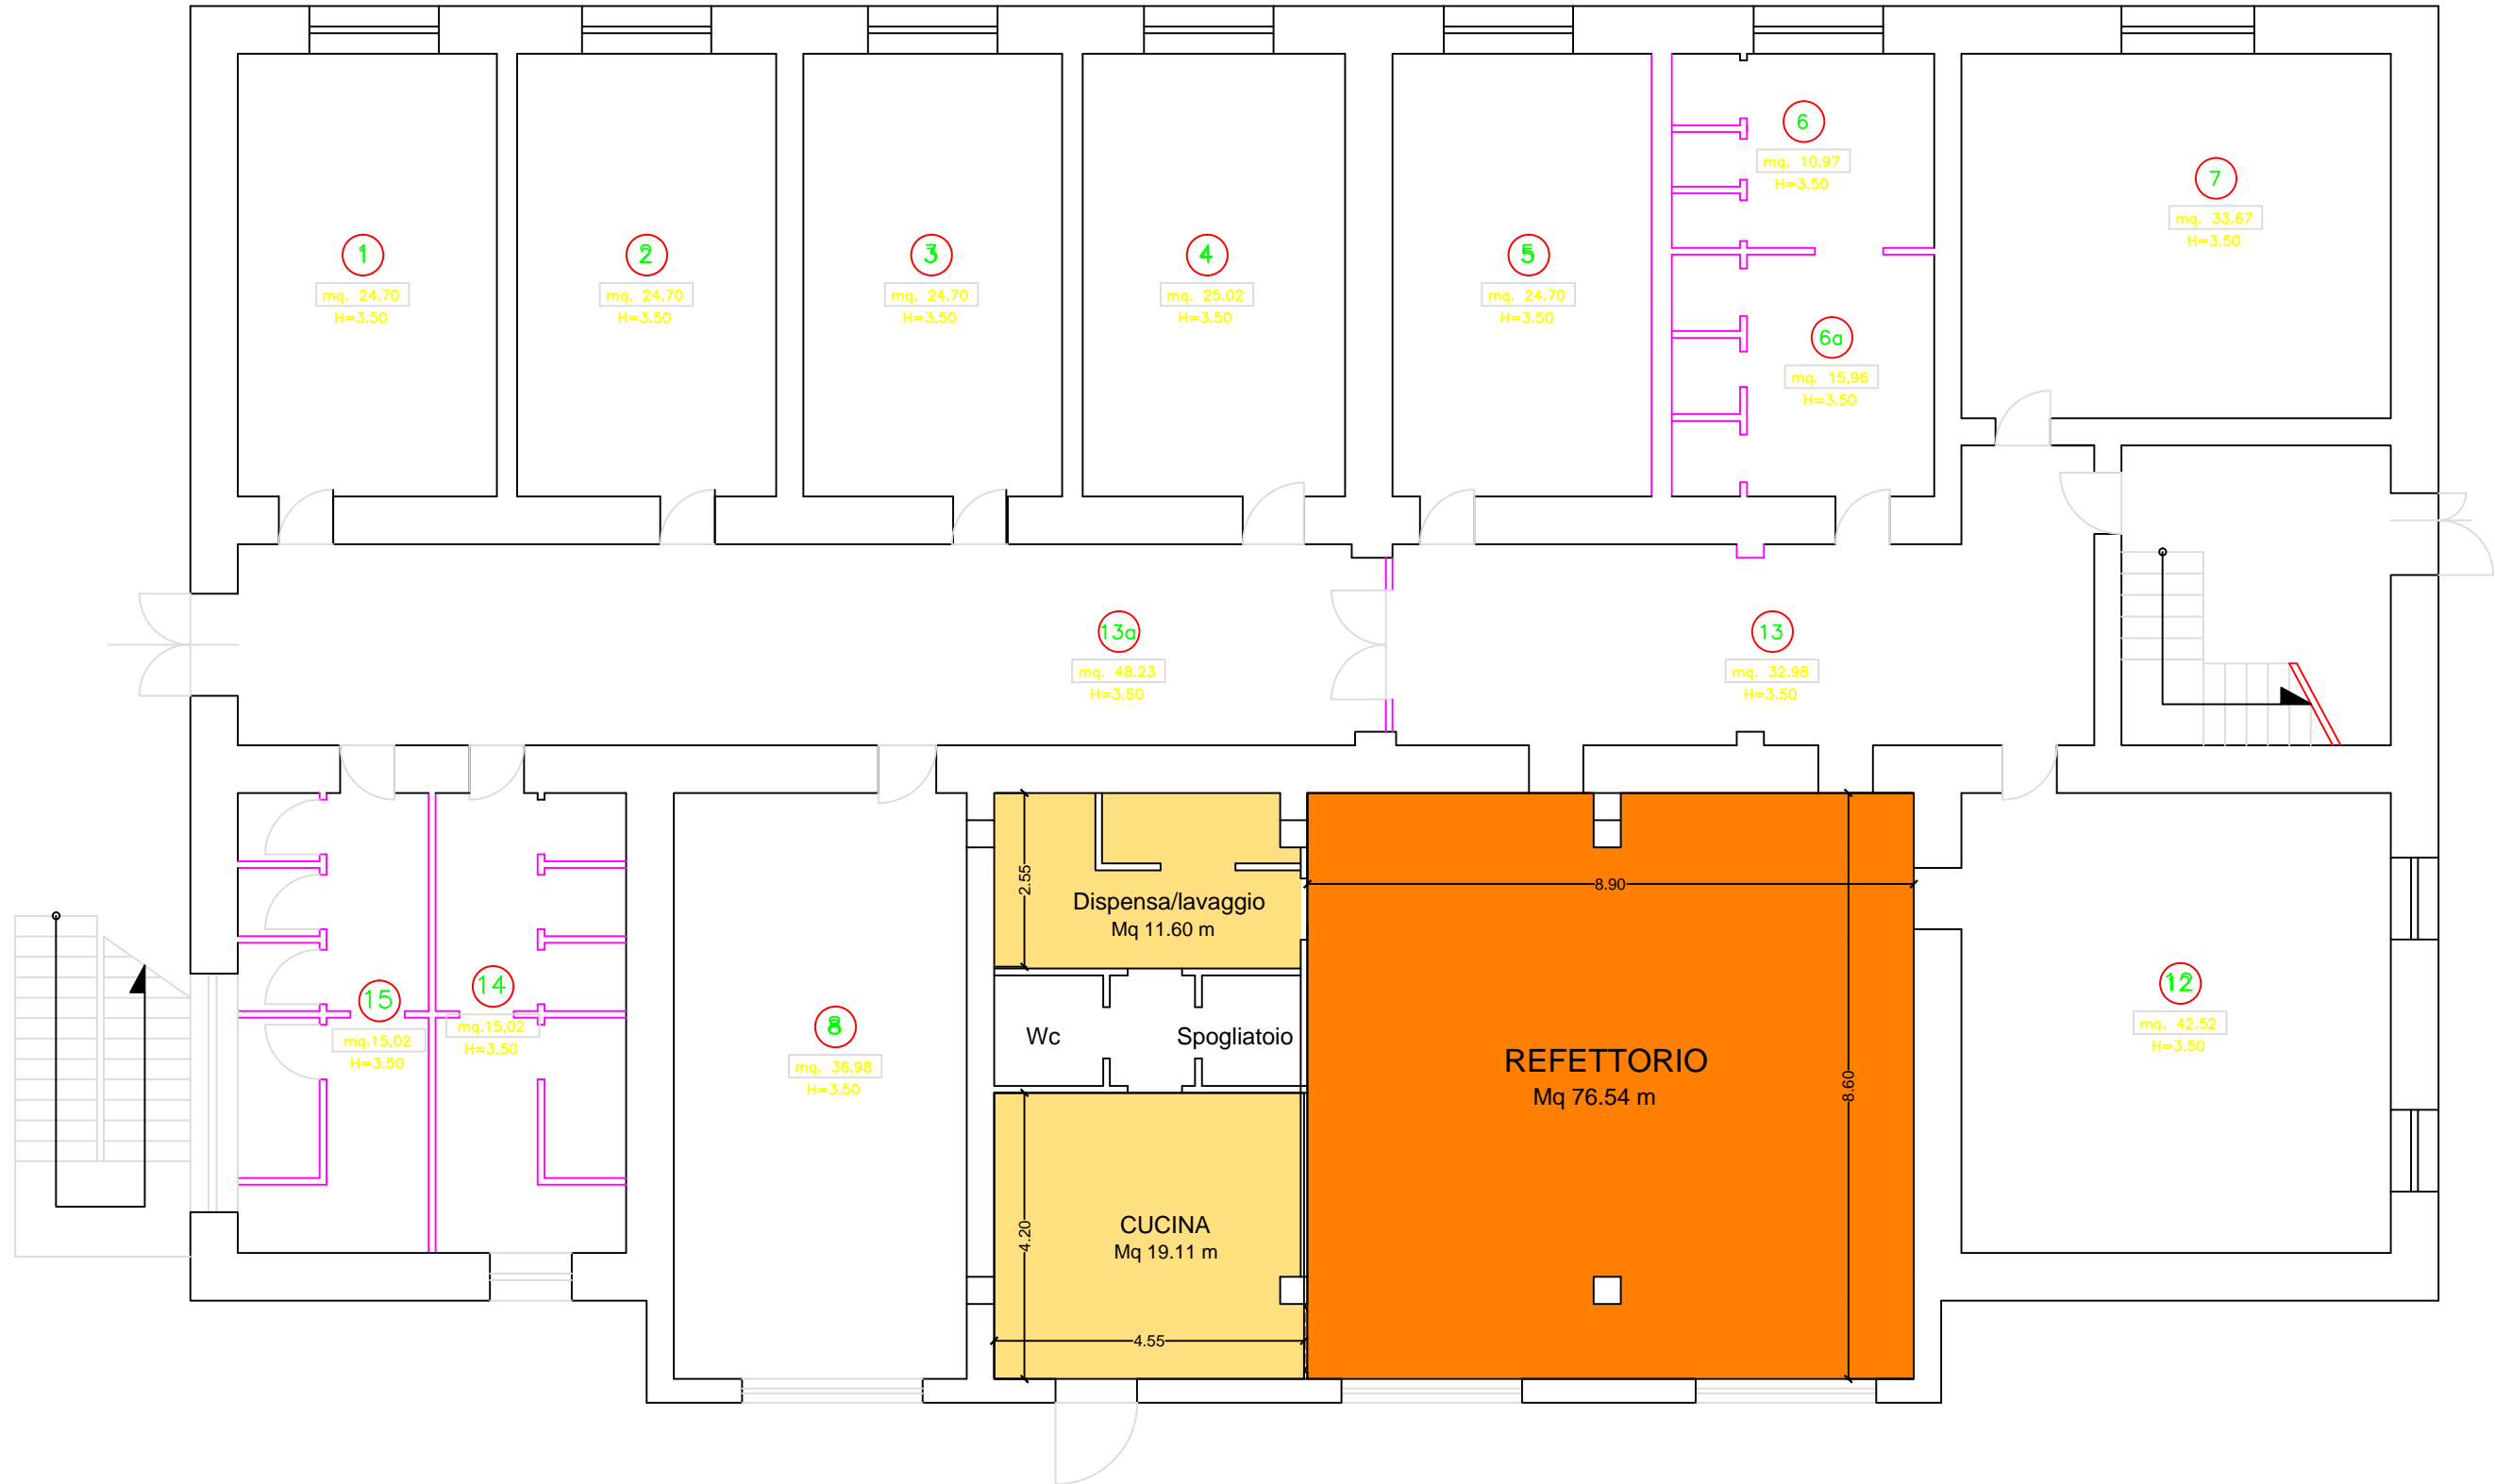 6
mq. 10.97
H=3.50
7
mq. 33.67
H=3.50
1
mq. 24.70
H=3.50
2
mq. 24.70
H=3.50
3
mq. 24.70
H=3.50
4
mq. 25.02
H=3.50
5
mq. 24.70
H=3.50
6a
mq. 15,96
H=3.50
13a
mq. 48.23
H=3.50
13
mq. 32.98
H=3.50
2.55
8.90
Dispensa/lavaggio
Mq 11.60 m
15
mq.15,02
H=3.50
14
mq.15,02
H=3.50
8
mq. 36.98
H=3.50
Wc
Spogliatoio
REFETTORIO
Mq 76.54 m
8.60
12
mq. 42.52
H=3.50
4.20
CUCINA
Mq 19.11 m
4.55